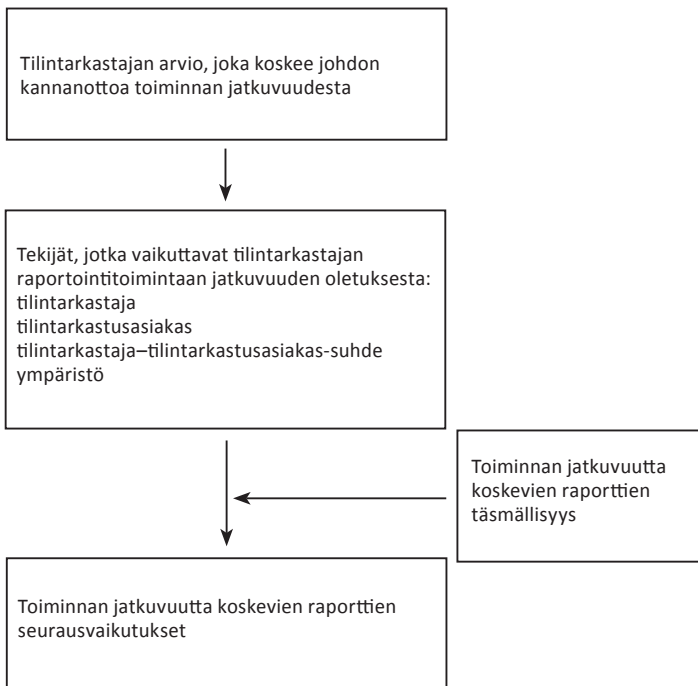 Tilintarkastajan arvio, joka koskee johdon
kannanottoa toiminnan jatkuvuudesta
Tekijät, jotka vaikuttavat tilintarkastajan
raportointitoimintaan jatkuvuuden oletuksesta:
tilintarkastaja
tilintarkastusasiakas
tilintarkastaja–tilintarkastusasiakas-suhde
ympäristö
Toiminnan jatkuvuutta
koskevien raporttien
täsmällisyys
Toiminnan jatkuvuutta koskevien raporttien
seurausvaikutukset